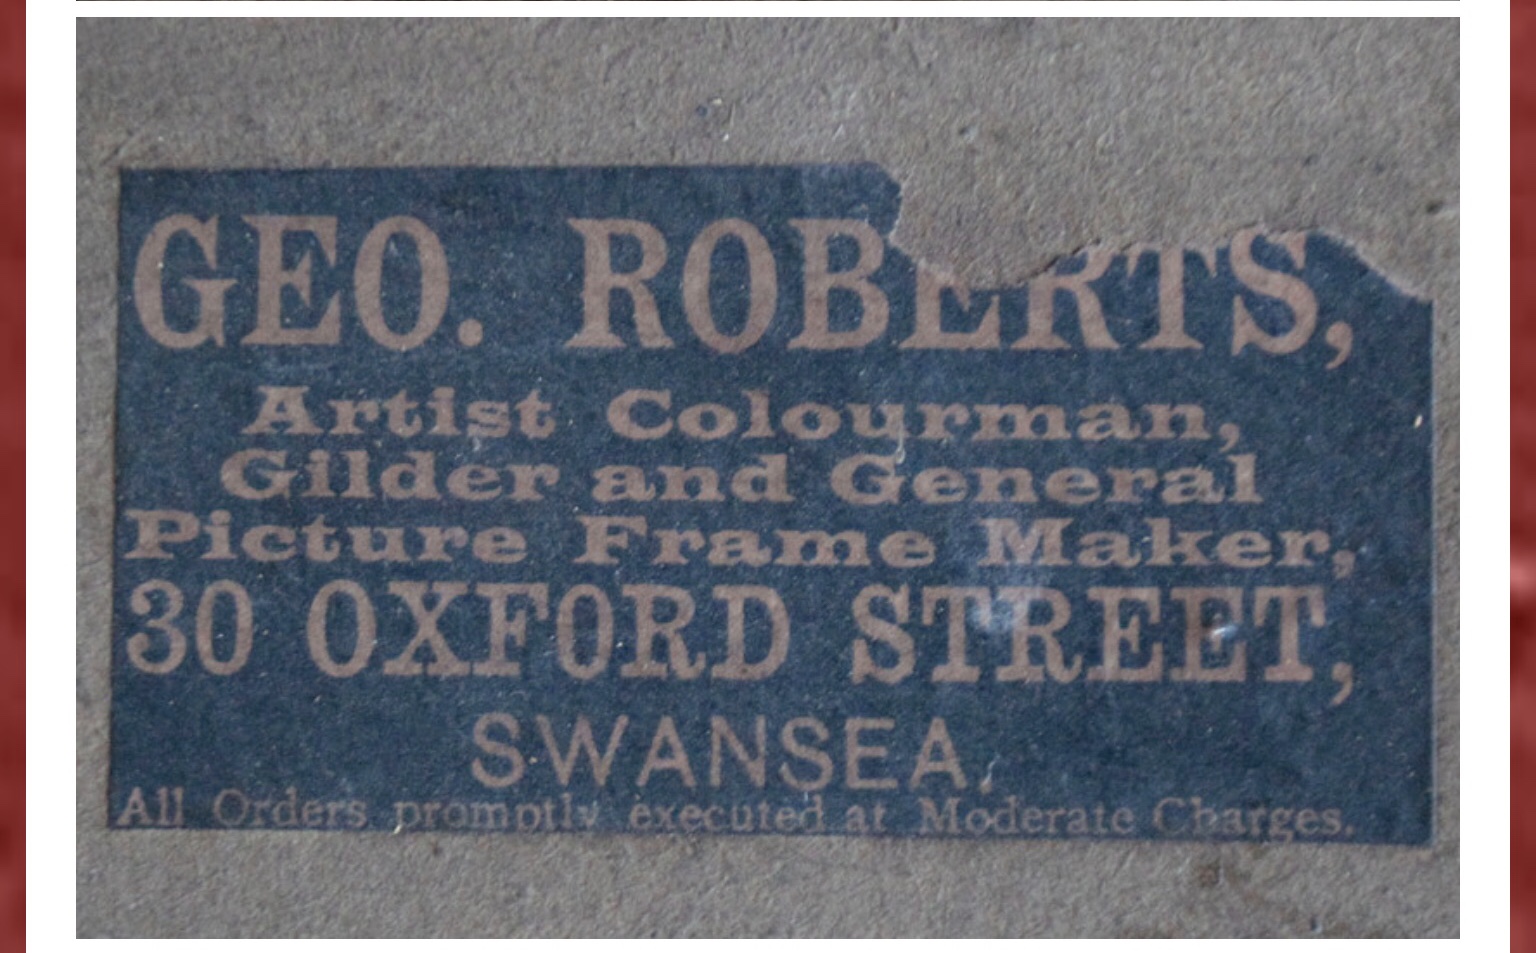 GEO. ROBERTS,
Artist Colourman,
Gilder and General
Picture Frame Maker,
30 OXFORD STREET,
SWANSEA.
All Orders promptly executed at Moderate Charges.